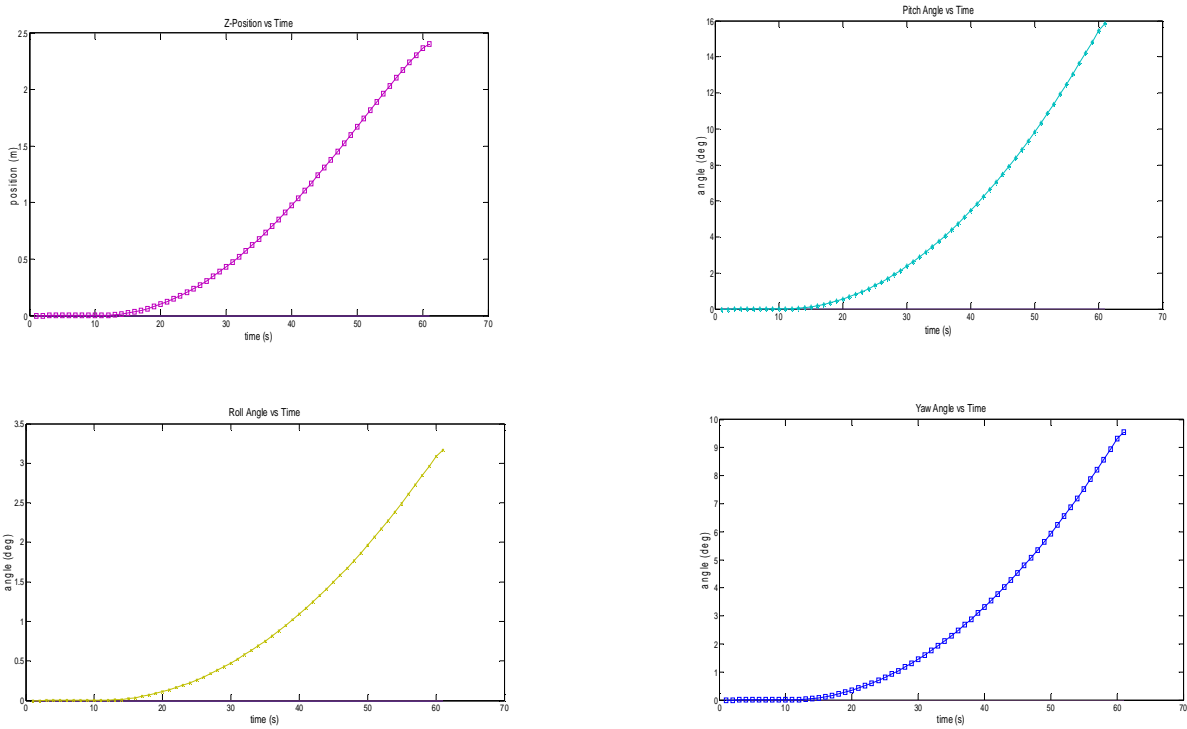 Z-Position vs Time
2.5
2
1.5
1
0.5
0
position (m)
0 10 20 30 40 50 60 70
time (s)
Pitch Angle vs Time
16
14
12
10
8
6
4
2
0
angle (deg)
0 10 20 30 40 50 60 70
time (s)
Roll Angle vs Time
3.5
3
2.5
2
1.5
1
0.5
0
angle (deg)
0 10 20 30 40 50 60 70
time (s)
Yaw Angle vs Time
10
9
8
7
6
5
4
3
2
1
0
angle (deg)
0 10 20 30 40 50 60 70
time (s)